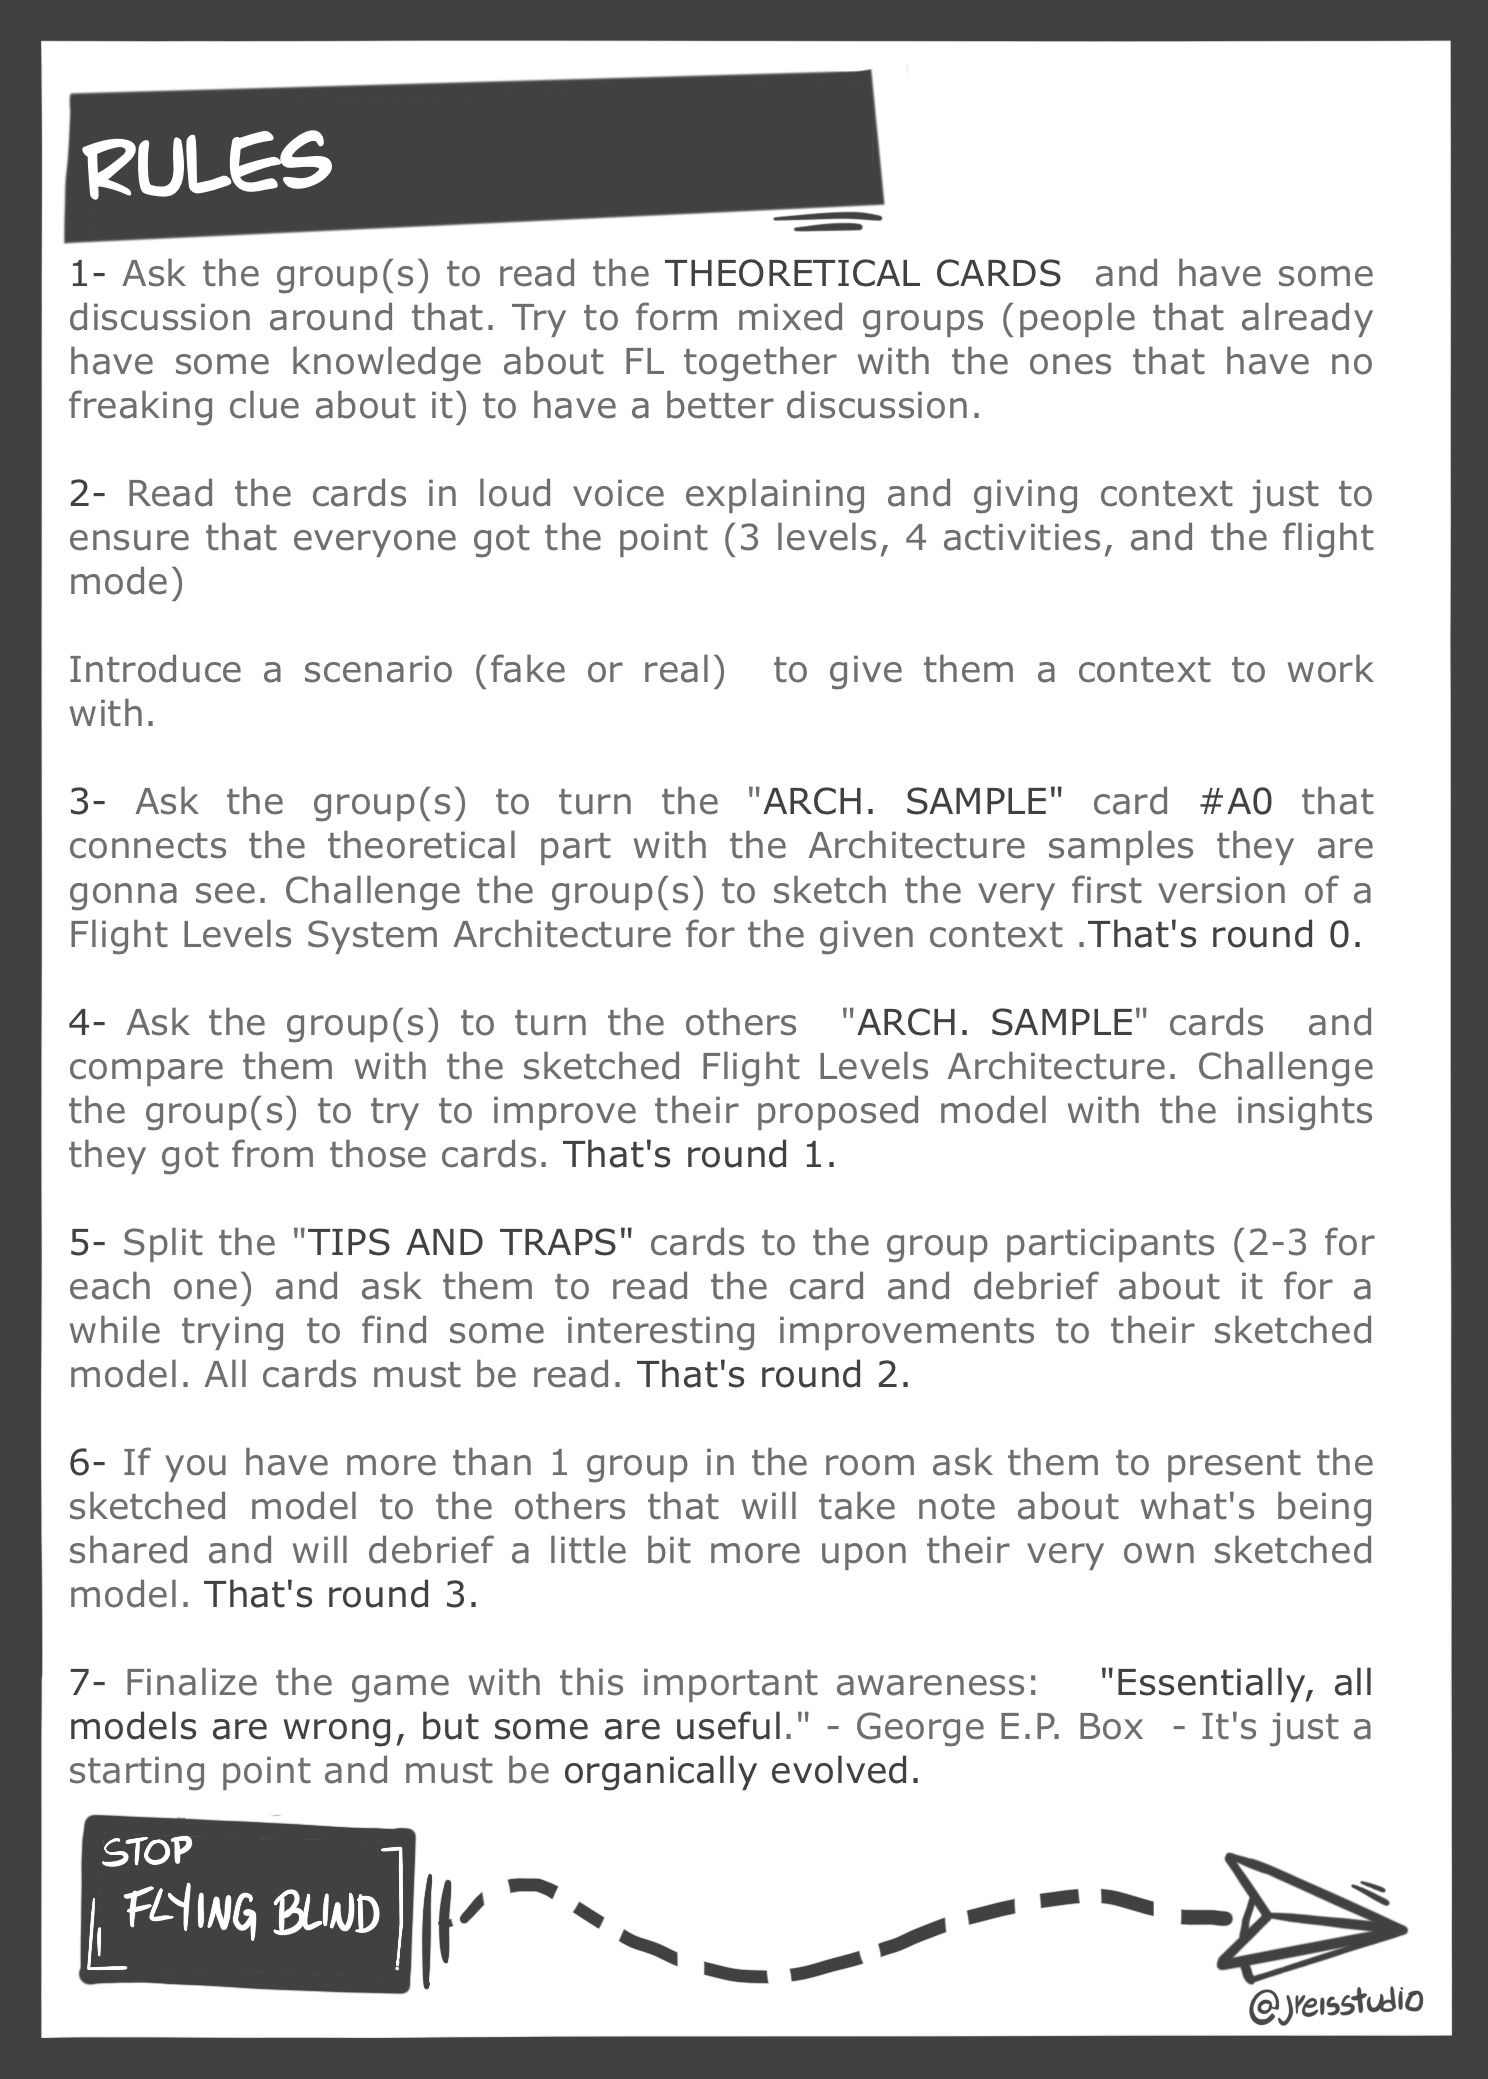 RULES
1- Ask the group(s) to read the THEORETICAL CARDS and have some
discussion around that. Try to form mixed groups (people that already
have some knowledge about FL together with the ones that have no
freaking clue about it) to have a better discussion.
2- Read the cards in loud voice explaining and giving context just to
ensure that everyone got the point (3 levels, 4 activities, and the flight
mode)
Introduce a scenario (fake or real) to give them a context to work
with.
3- Ask the group(s) to turn the "ARCH. SAMPLE" card #A0 that
connects the theoretical part with the Architecture samples they are
gonna see. Challenge the group(s) to sketch the very first version of a
Flight Levels System Architecture for the given context .That's round 0.
4- Ask the group(s) to turn the others "ARCH. SAMPLE" cards and
compare them with the sketched Flight Levels Architecture. Challenge
the group(s) to try to improve their proposed model with the insights
they got from those cards. That's round 1.
5- Split the "TIPS AND TRAPS" cards to the group participants (2-3 for
each one) and ask them to read the card and debrief about it for a
while trying to find some interesting improvements to their sketched
model. All cards must be read. That's round 2.
6- If you have more than 1 group in the room ask them to present the
sketched model to the others that will take note about what's being
shared and will debrief a little bit more upon their very own sketched
model. That's round 3.
7- Finalize the game with this important awareness: "Essentially, all
models are wrong, but some are useful." - George E.P. Box - It's just a
starting point and must be organically evolved.
STOP
FLYING BLIND
@jreisstudio